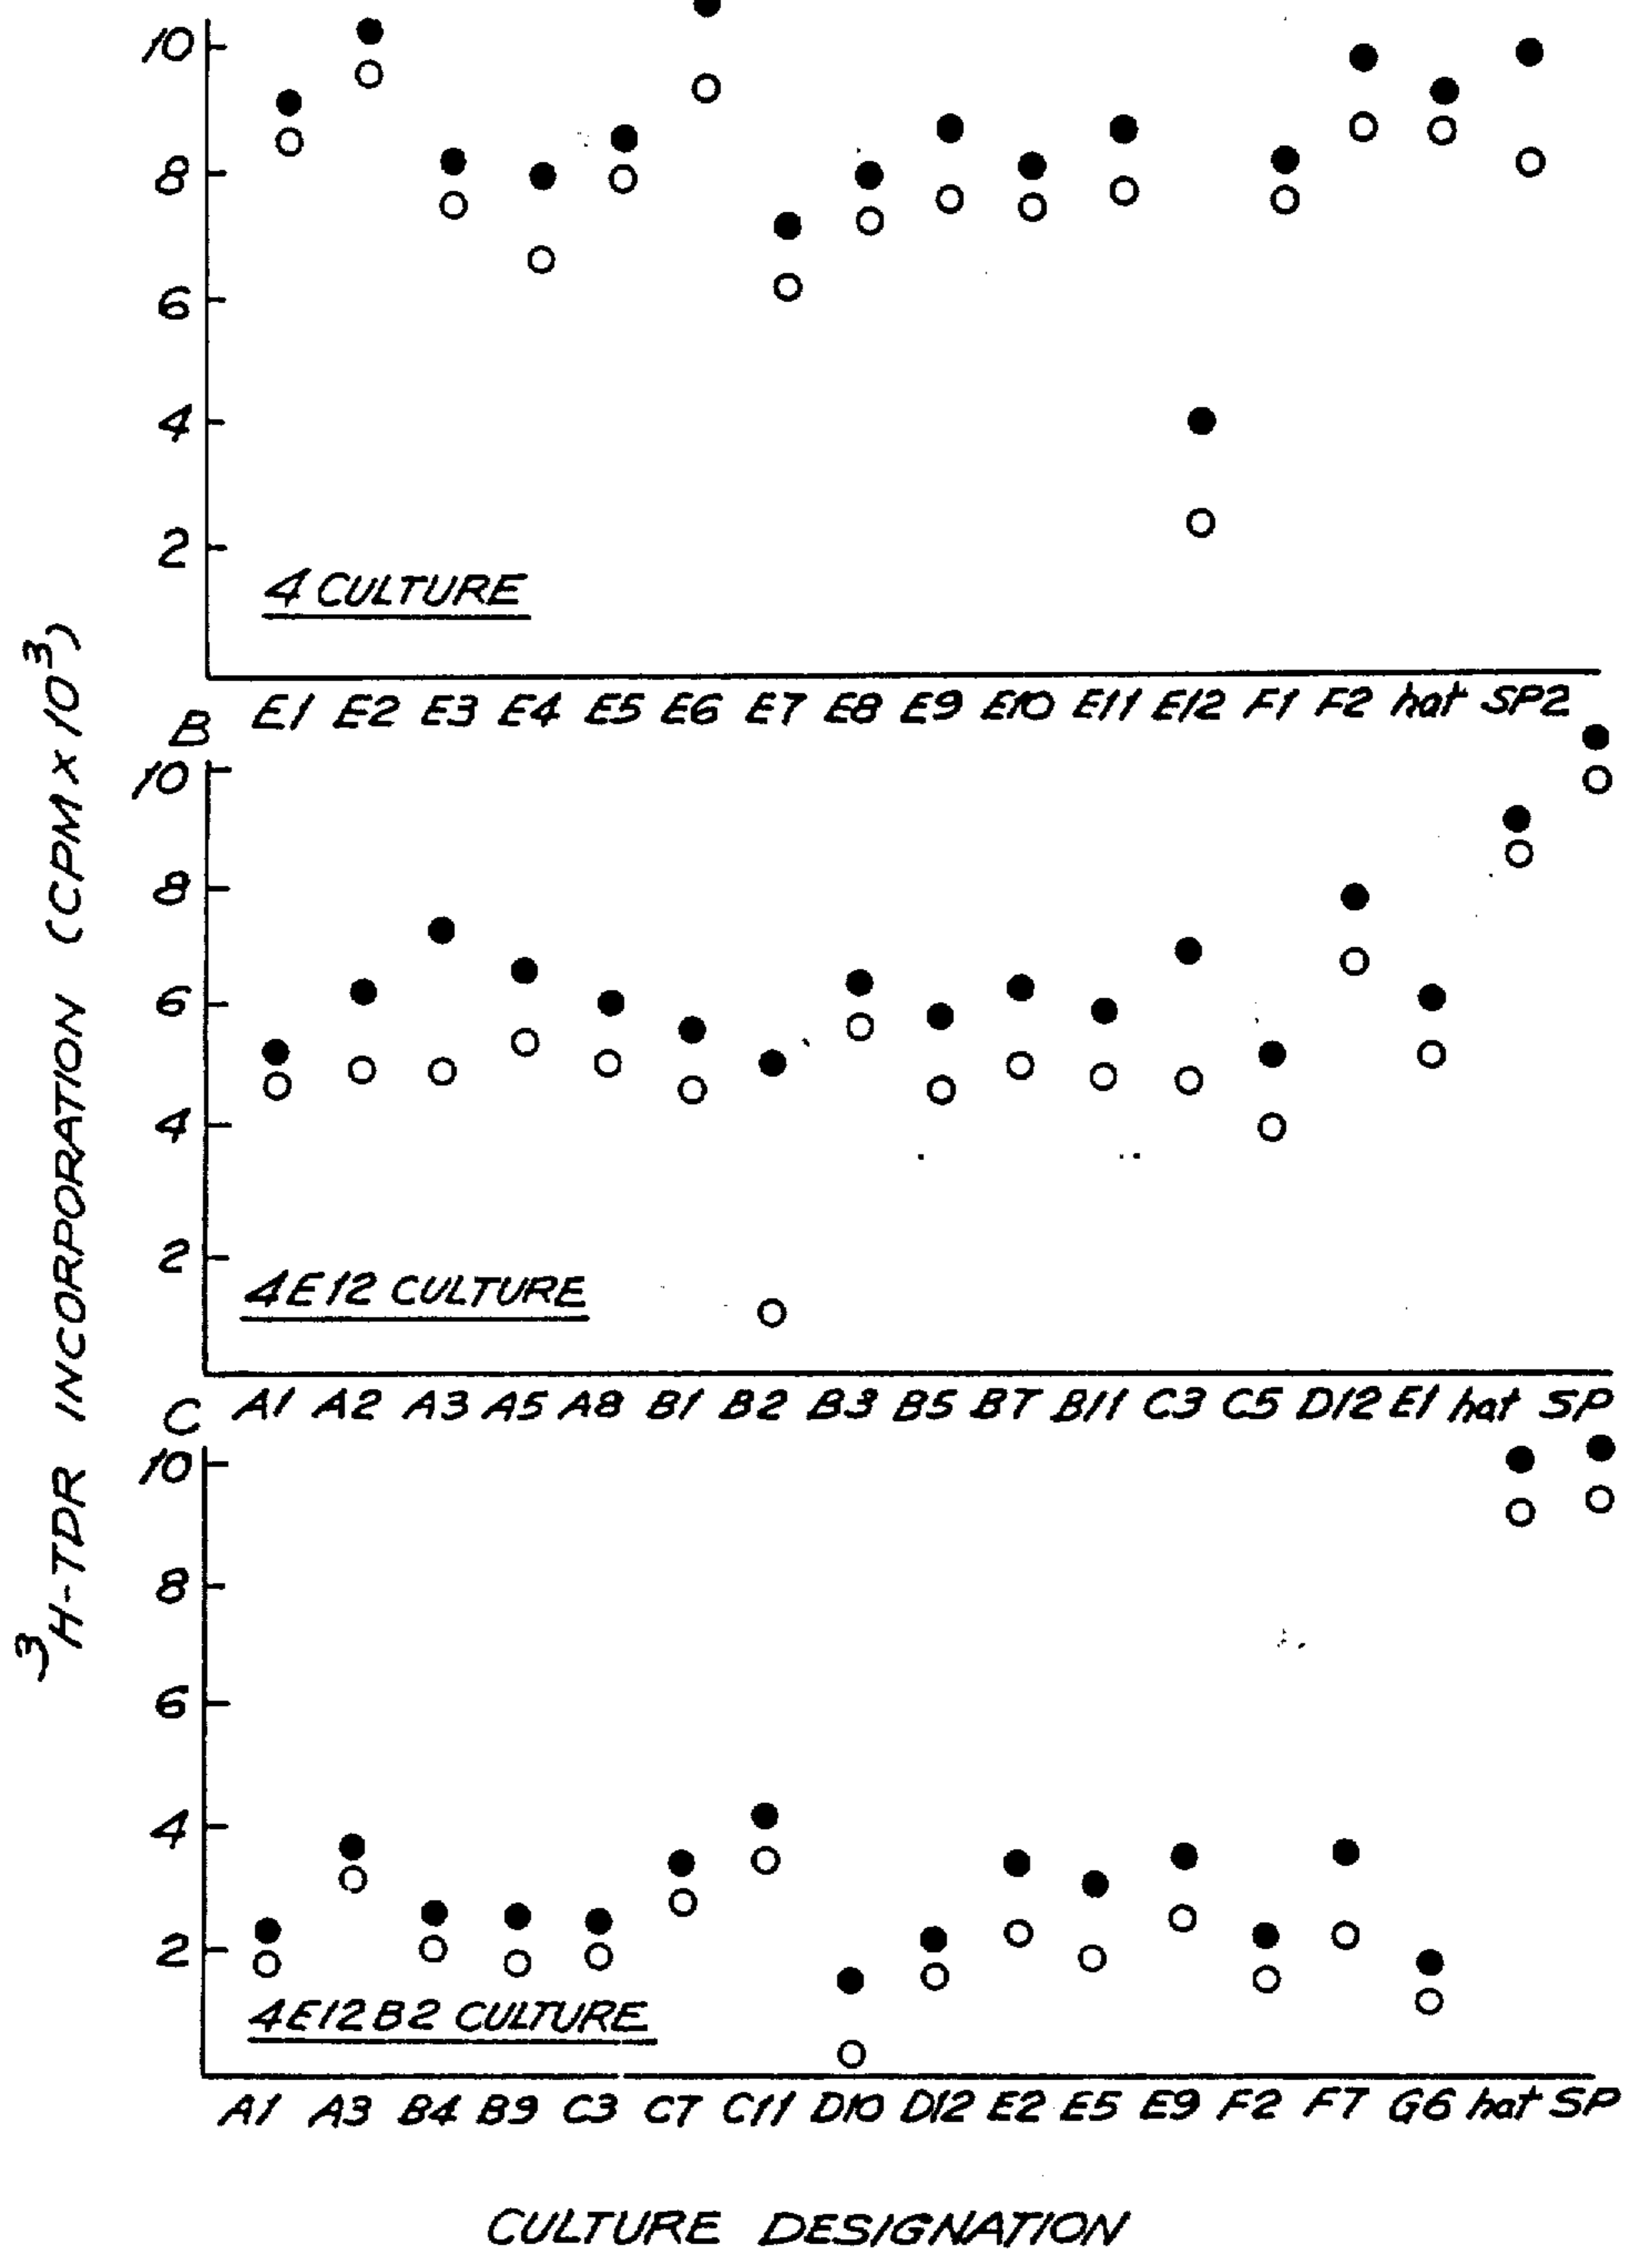 10
8
6
4
2
4 CULTURE
E1 E2 E3 E4 E5 E6 E7 E8 E9 E10 E11 E12 F1 F2 hat SP2
B
10
8
6
4
2
4E12 CULTURE
A1 A2 A3 A5 A8 B1 B2 B3 B5 B7 B11 C3 C5 D12 E1 hat SP
C
10
8
6
4
2
4E12B2 CULTURE
A1 A3 B4 B9 C3 C7 C11 D10 D12 E2 E5 E9 F2 F7 G6 hat SP
³H-TDR INCORPORATION (CPM x 10³)
CULTURE DESIGNATION